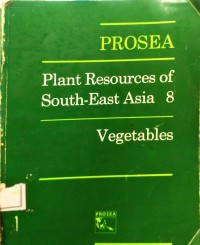 PROSEA
Plant Resources of
South-East Asia 8
Vegetables
1
PROSEA